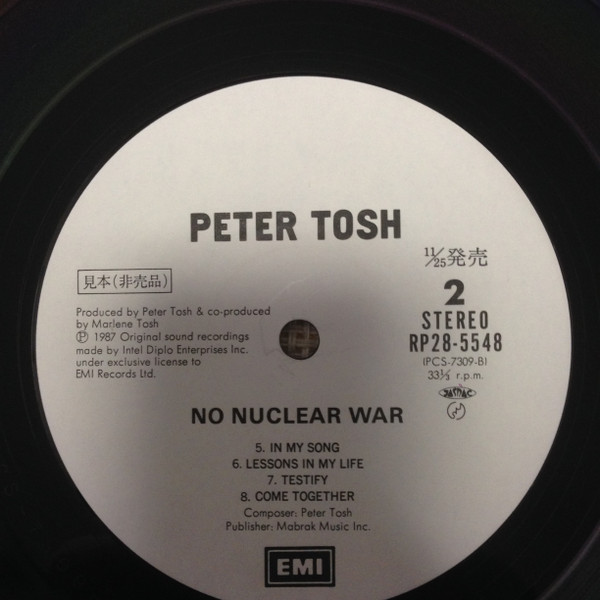 PETER TOSH
11/25発売
見本(非売品)
2
STEREO
RP28-5548
(PCS-7309-B)
33⅓ r.p.m.
Produced by Peter Tosh & co-produced
by Marlene Tosh
Ⓟ 1987 Original sound recordings
made by Intel Diplo Enterprises Inc.
under exclusive license to
EMI Records Ltd.
NO NUCLEAR WAR
5. IN MY SONG
6. LESSONS IN MY LIFE
7. TESTIFY
8. COME TOGETHER
Composer: Peter Tosh
Publisher: Mabrak Music Inc.
EMI